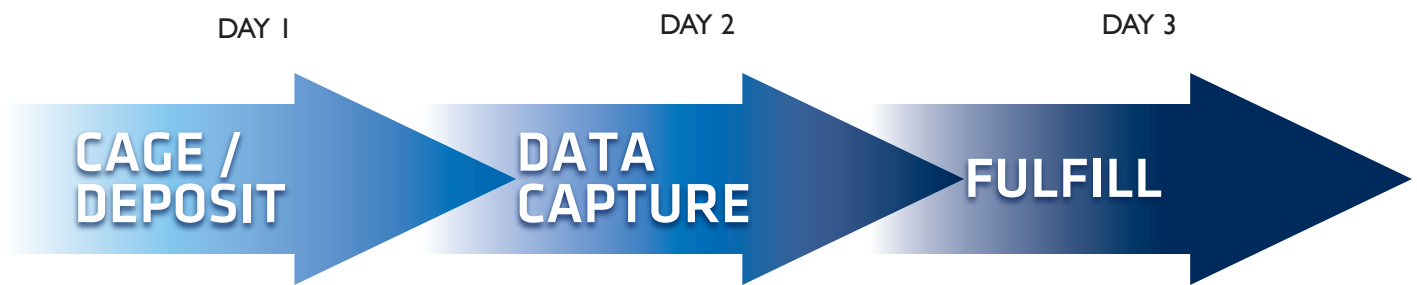 DAY 1
DAY 2
DAY 3
CAGE /
DEPOSIT
DATA
CAPTURE
FULFILL